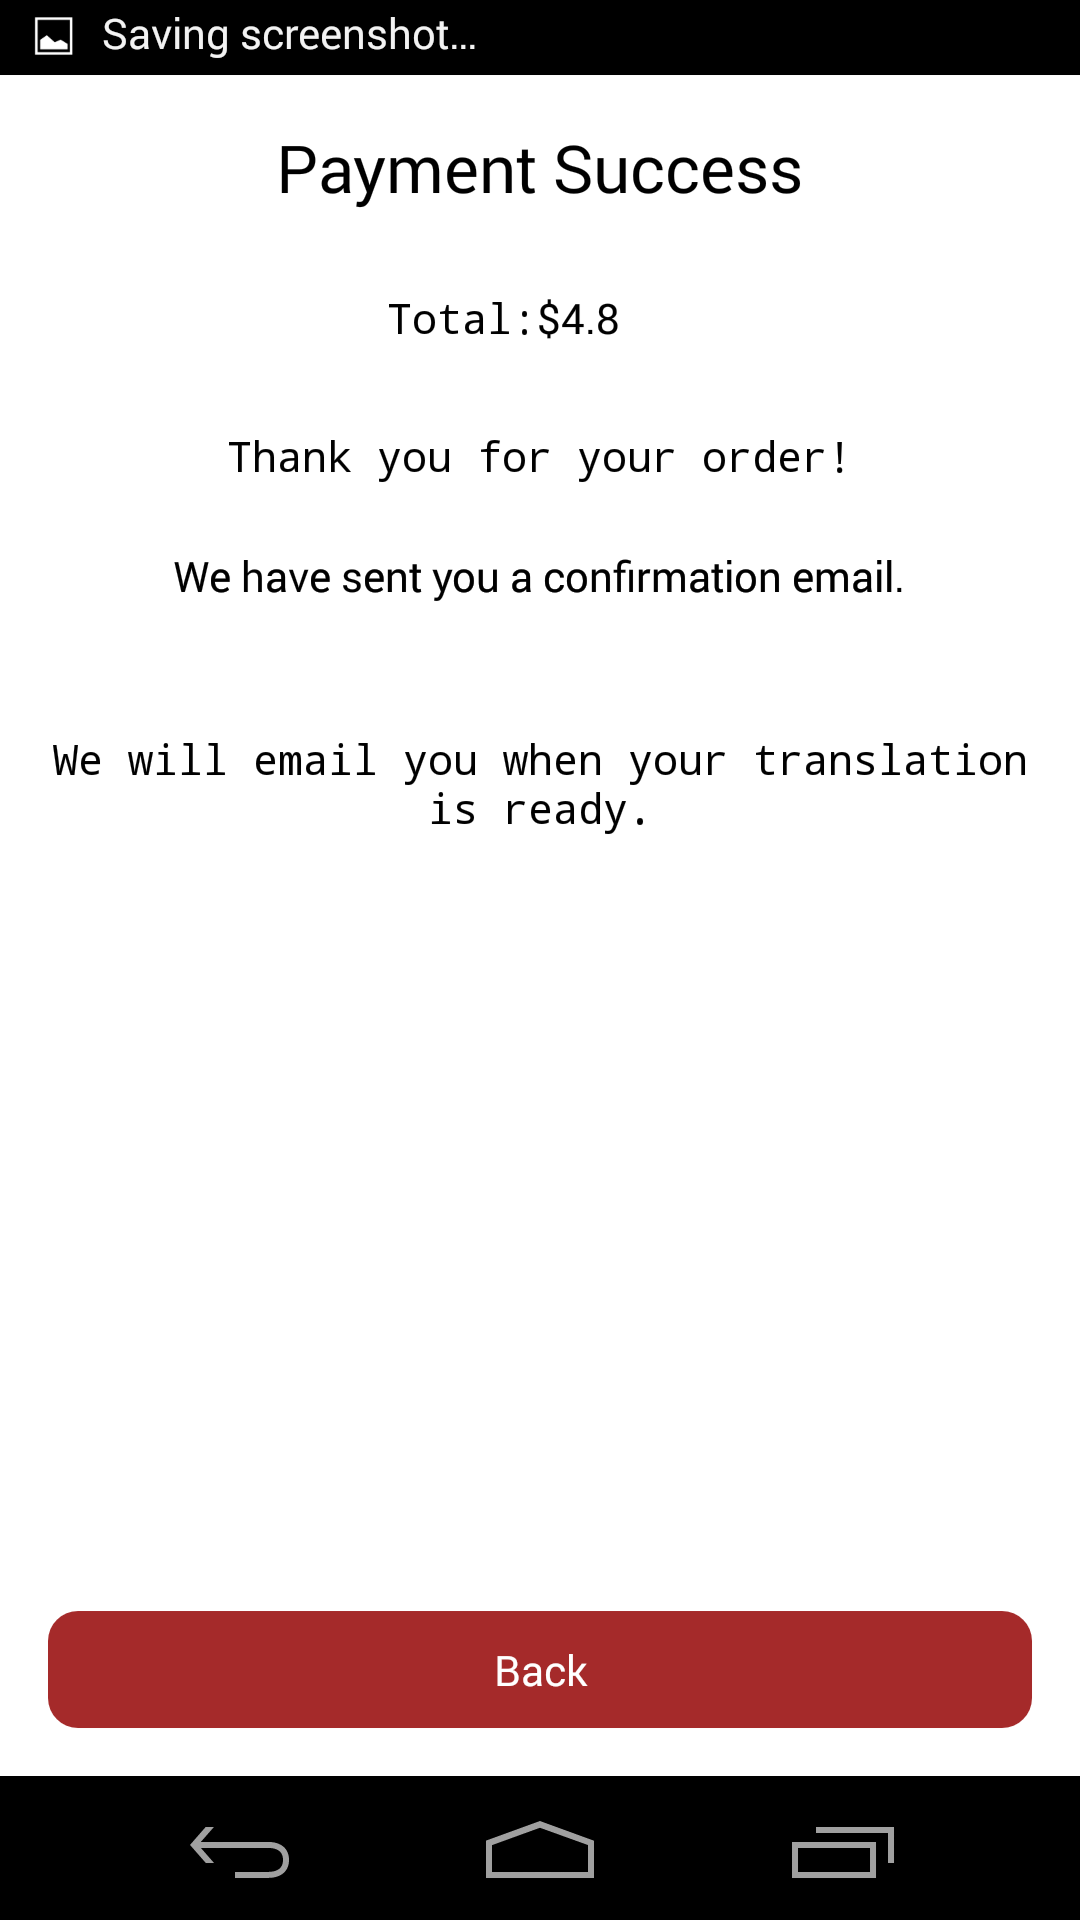 Saving screenshot...
Payment Success
Total:$4.8
Thank you for your order!
We have sent you a confirmation email.
We will email you when your translation
is ready.
Back